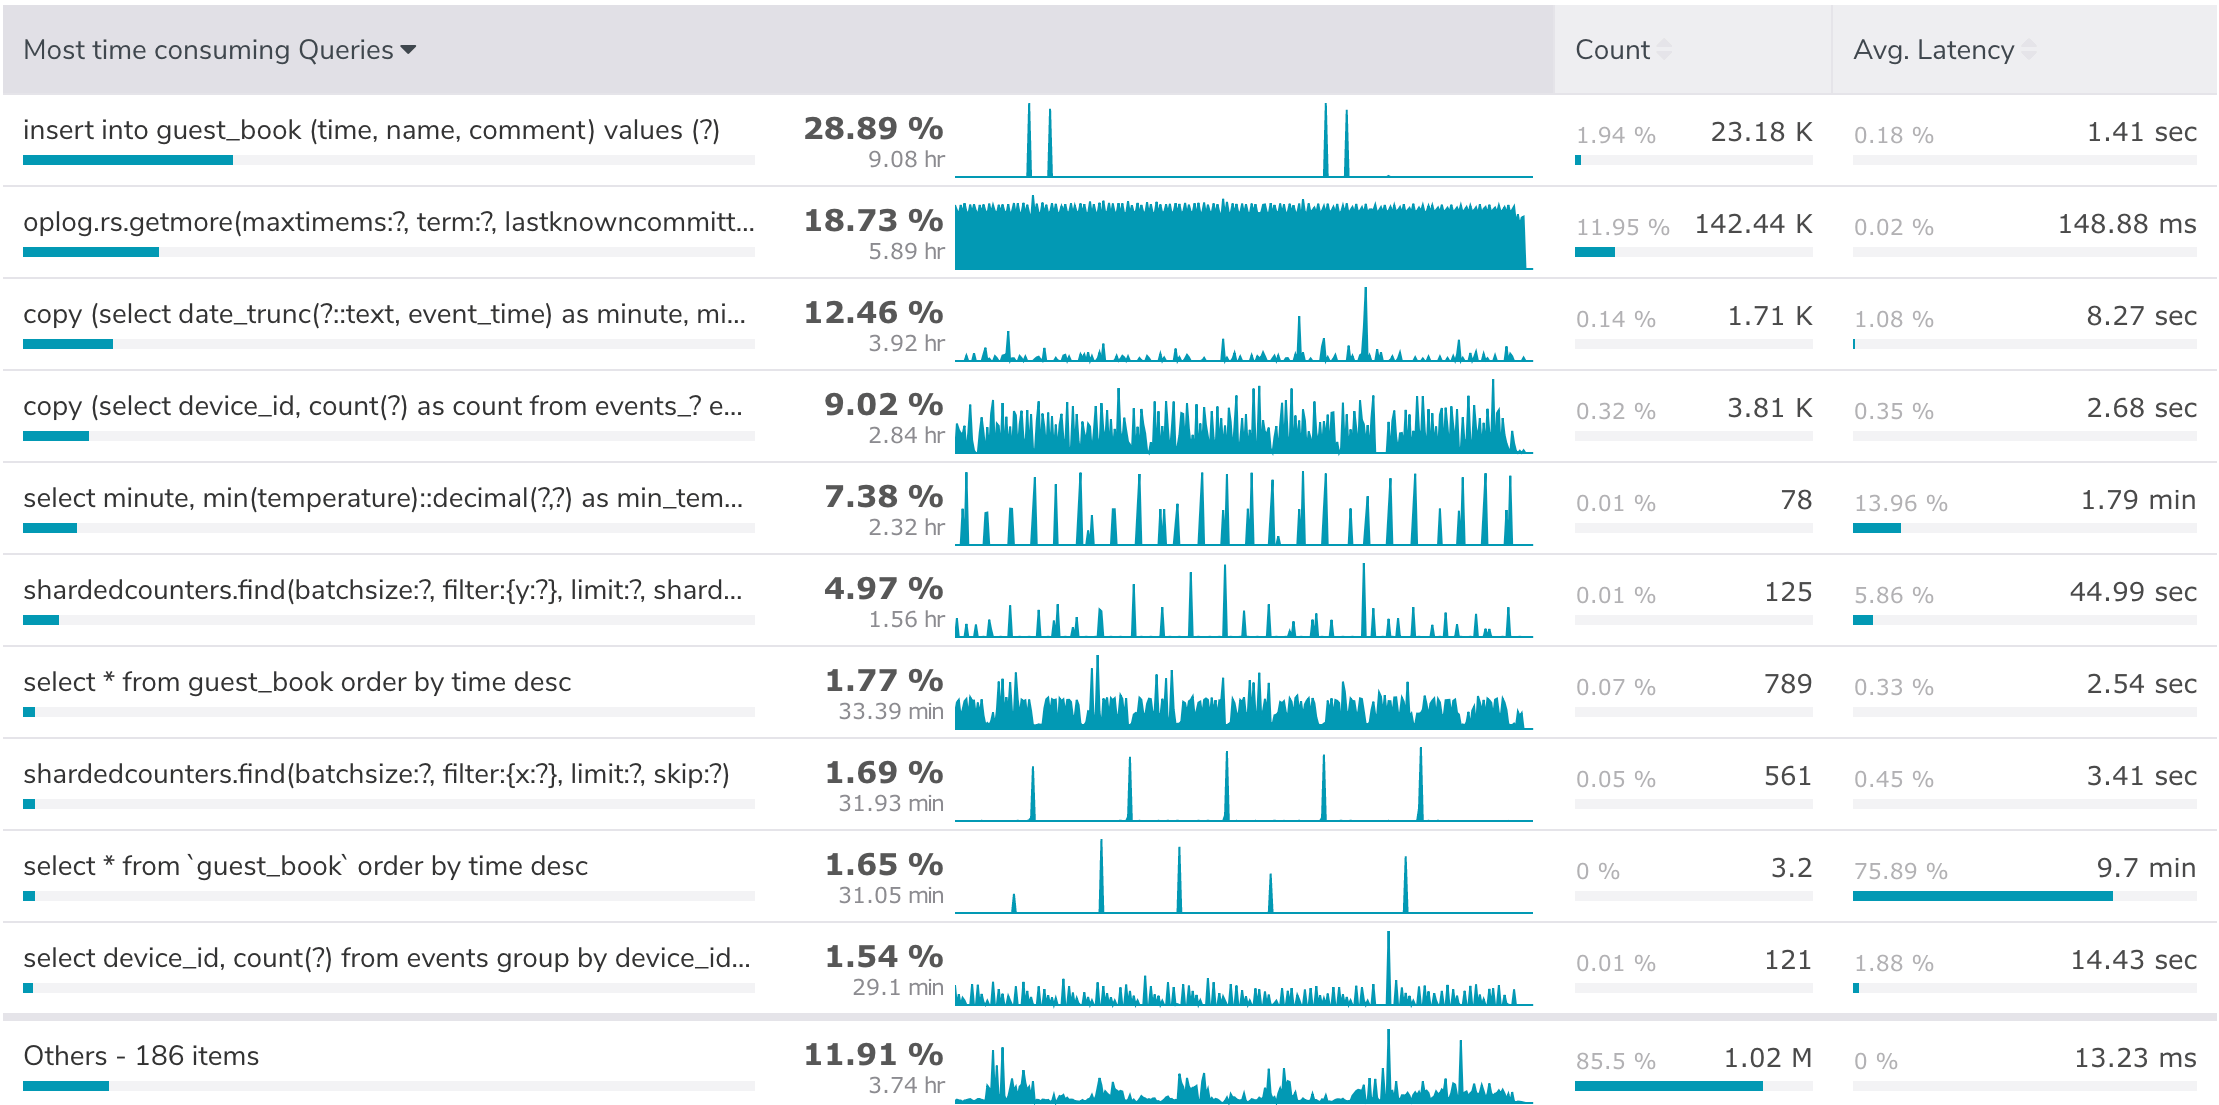 Most time consuming Queries Count Avg. Latency
insert into guest_book (time, name, comment) values (?) 28.89 % 1.94 % 23.18 K 0.18 % 1.41 sec
9.08 hr
oplog.rs.getmore(maxtimems:?, term:?, lastknowncommitt... 18.73 % 11.95 % 142.44 K 0.02 % 148.88 ms
5.89 hr
copy (select date_trunc(?::text, event_time) as minute, mi... 12.46 % 0.14 % 1.71 K 1.08 % 8.27 sec
3.92 hr
copy (select device_id, count(?) as count from events_? e... 9.02 % 0.32 % 3.81 K 0.35 % 2.68 sec
2.84 hr
select minute, min(temperature)::decimal(?,?) as min_tem... 7.38 % 0.01 % 78 13.96 % 1.79 min
2.32 hr
shardedcounters.find(batchsize:?, filter:{y:?}, limit:?, shard... 4.97 % 0.01 % 125 5.86 % 44.99 sec
1.56 hr
select * from guest_book order by time desc 1.77 % 0.07 % 789 0.33 % 2.54 sec
33.39 min
shardedcounters.find(batchsize:?, filter:{x:?}, limit:?, skip:?) 1.69 % 0.05 % 561 0.45 % 3.41 sec
31.93 min
select * from `guest_book` order by time desc 1.65 % 0 % 3.2 75.89 % 9.7 min
31.05 min
select device_id, count(?) from events group by device_id... 1.54 % 0.01 % 121 1.88 % 14.43 sec
29.1 min
Others - 186 items 11.91 % 85.5 % 1.02 M 0 % 13.23 ms
3.74 hr